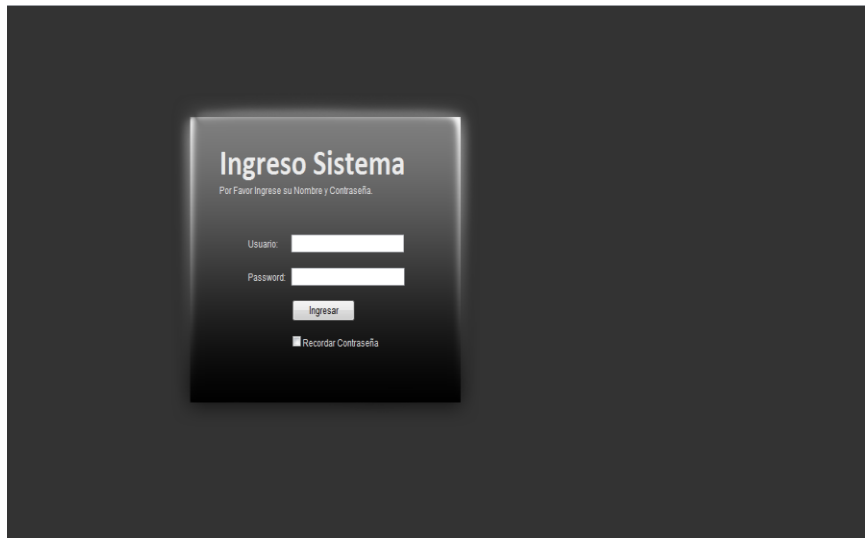 Ingreso Sistema
Por Favor Ingrese su Nombre y Contraseña.
Usuario:
Password:
Ingresar
Recordar Contraseña